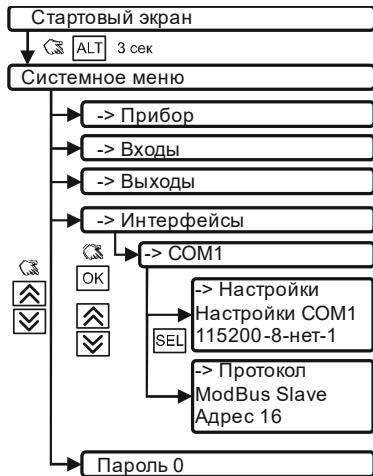 Стартовый экран
ALT 3 сек
Системное меню
-> Прибор
-> Входы
-> Выходы
-> Интерфейсы
-> COM1
OK
-> Настройки
Настройки COM1
115200-8-нет-1
SEL
-> Протокол
ModBus Slave
Адрес 16
Пароль 0